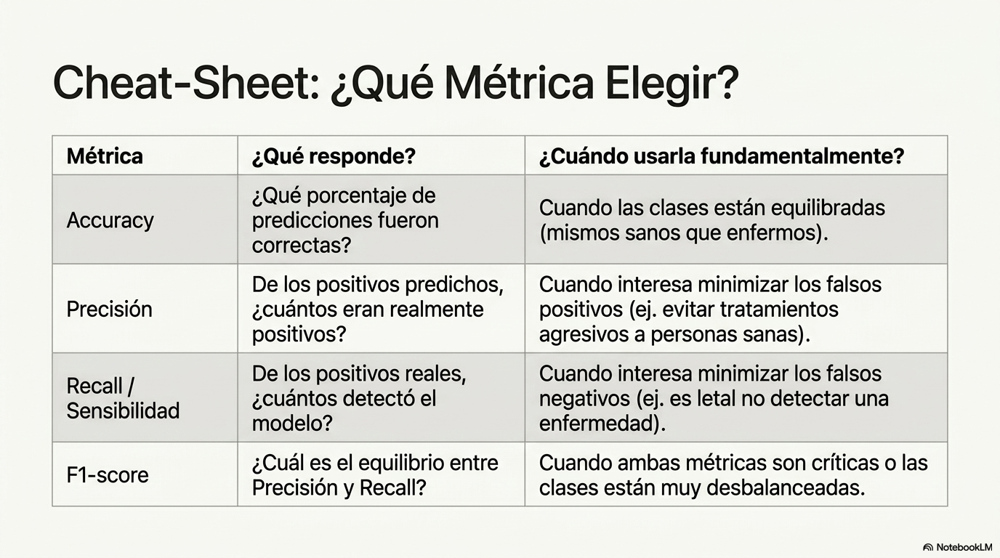 Cheat-Sheet: ¿Qué Métrica Elegir?
Métrica
¿Qué responde?
¿Cuándo usarla fundamentalmente?
Accuracy
¿Qué porcentaje de
predicciones fueron
correctas?
Cuando las clases están equilibradas
(mismos sanos que enfermos).
Precisión
De los positivos predichos,
¿cuántos eran realmente
positivos?
Cuando interesa minimizar los falsos
positivos (ej. evitar tratamientos
agresivos a personas sanas).
Recall /
Sensibilidad
De los positivos reales,
¿cuántos detectó el
modelo?
Cuando interesa minimizar los falsos
negativos (ej. es letal no detectar una
enfermedad).
F1-score
¿Cuál es el equilibrio entre
Precisión y Recall?
Cuando ambas métricas son críticas o las
clases están muy desbalanceadas.
NotebookLM